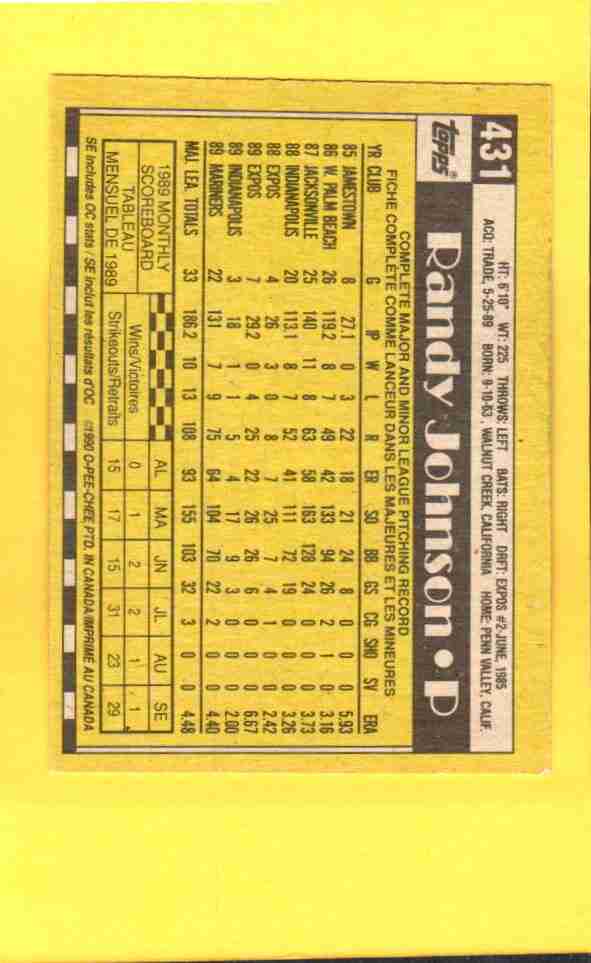 431
HT: 6'10" WT: 225 THROWS: LEFT BATS: RIGHT DRFT: EXPOS #2-JUNE, 1985
ACQ: TRADE, 5-25-89 BORN: 9-10-63, WALNUT CREEK, CALIFORNIA HOME: PENN VALLEY, CALIF.
TOPPS® Randy Johnson • P
COMPLETE MAJOR AND MINOR LEAGUE PITCHING RECORD
FICHE COMPLÈTE COMME LANCEUR DANS LES MAJEURES ET LES MINEURES
YR CLUB G IP W L R ER SO BB GS CG SHO SV ERA
85 JAMESTOWN 8 27.1 0 3 22 18 21 24 8 0 0 0 5.93
86 W. PALM BEACH 26 119.2 8 7 49 42 133 94 26 2 1 0 3.16
87 JACKSONVILLE 25 140 11 8 63 58 163 128 24 0 0 0 3.73
88 INDIANAPOLIS 20 113.1 8 7 52 41 111 72 19 0 0 0 3.26
88 EXPOS 4 26 3 0 8 7 25 7 4 1 0 0 2.42
89 EXPOS 7 29.2 0 4 25 22 26 26 6 0 0 0 6.67
89 INDIANAPOLIS 3 18 1 1 5 4 17 9 3 0 0 0 2.00
89 MARINERS 22 131 7 9 75 64 104 70 22 2 0 0 4.40
MAJ. LEA. TOTALS 33 186.2 10 13 108 93 155 103 32 3 0 0 4.48
1989 MONTHLY
SCOREBOARD
TABLEAU
MENSUEL DE 1989
AL MA JN JL AU SE
Wins/Victoires 0 1 2 2 1 1
Strikeouts/Retraits 15 17 15 31 23 29
SE includes OC stats / SE inclut les résultats d'OC ©1990 O-PEE-CHEE PTD. IN CANADA/IMPRIMÉ AU CANADA